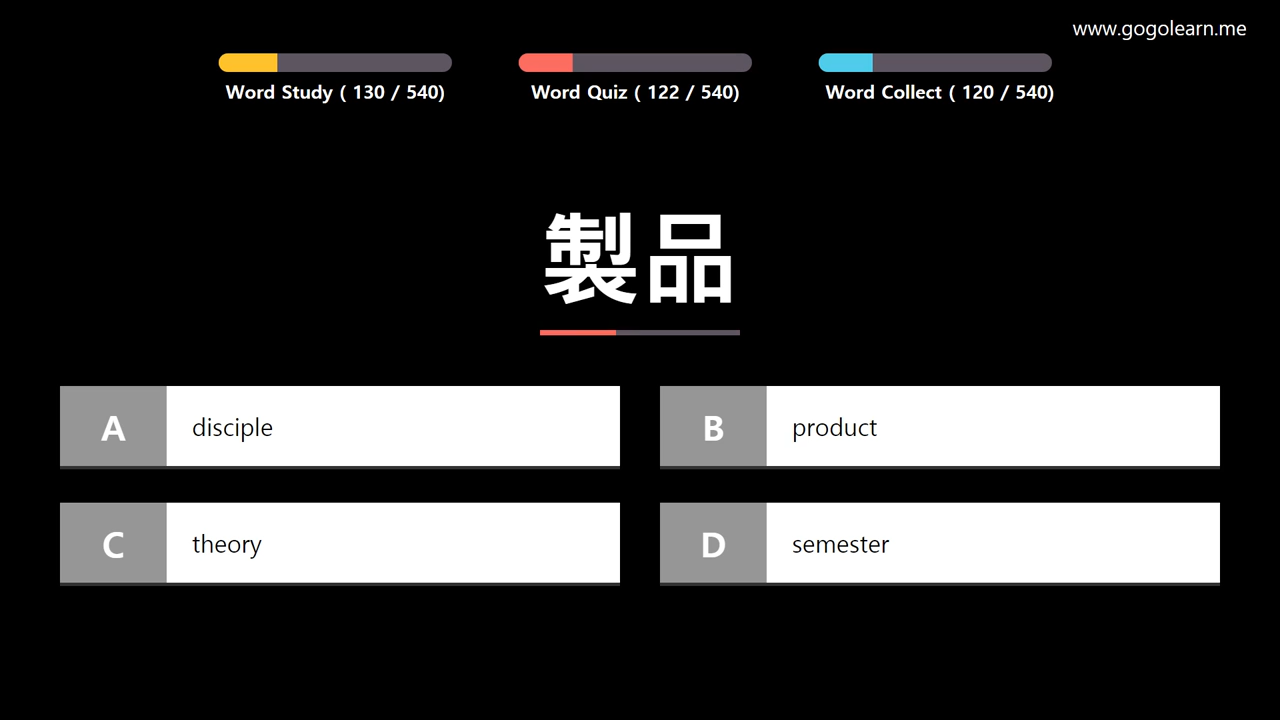 www.gogolearn.me
Word Study ( 130 / 540)
Word Quiz ( 122 / 540)
Word Collect ( 120 / 540)
製品
A disciple
B product
C theory
D semester